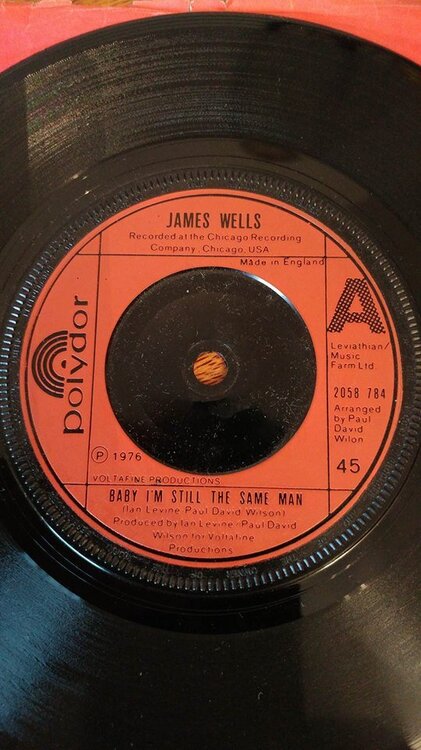 JAMES WELLS
Recorded at the Chicago Recording
Company, Chicago, USA
Made in England
A
Leviathan/
Music
Farm Ltd.
2058 784
Arranged
by Paul
David
Wilon
45
polydor
℗ 1976
VOLTAFINE PRODUCTIONS
BABY I'M STILL THE SAME MAN
(Ian Levine Paul David Wilson)
Produced by Ian Levine/Paul David
Wilson for Voltafine
Productions